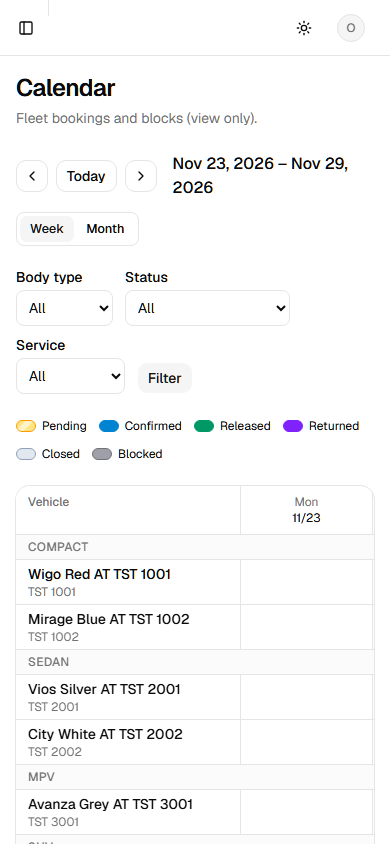 O
Calendar
Fleet bookings and blocks (view only).
Today
Nov 23, 2026 – Nov 29,
2026
Week Month
Body type Status
All All
Service
All Filter
Pending Confirmed Released Returned
Closed Blocked
Vehicle Mon
11/23
COMPACT
Wigo Red AT TST 1001
TST 1001
Mirage Blue AT TST 1002
TST 1002
SEDAN
Vios Silver AT TST 2001
TST 2001
City White AT TST 2002
TST 2002
MPV
Avanza Grey AT TST 3001
TST 3001